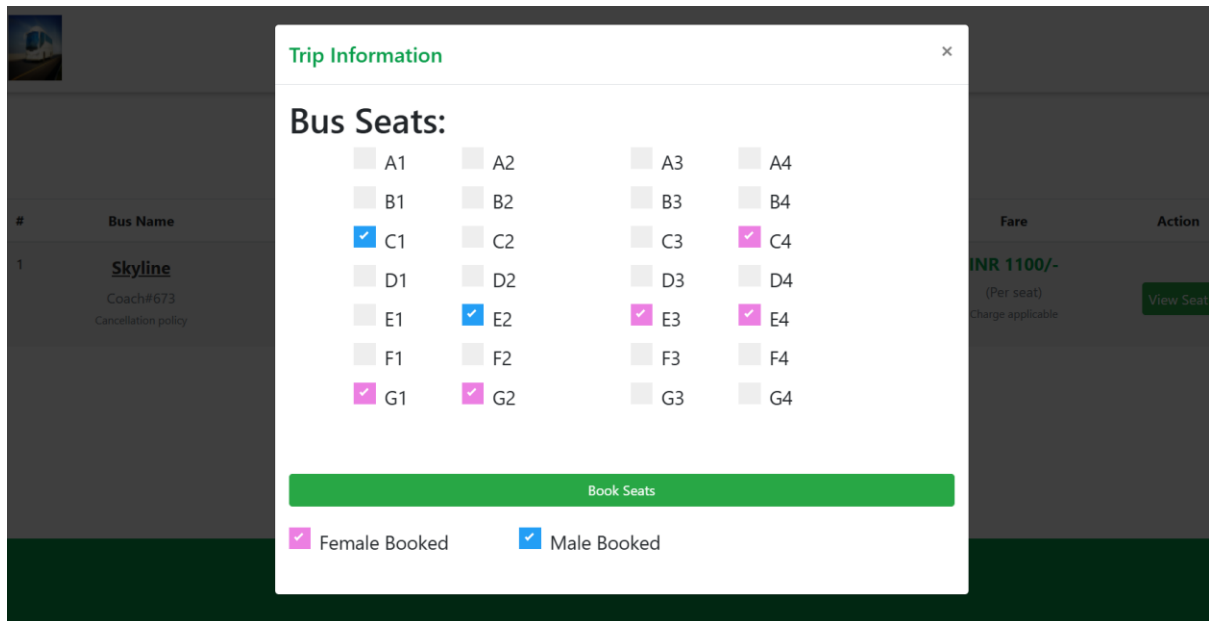 Trip Information ×
Bus Seats:
A1 A2 A3 A4
B1 B2 B3 B4
# Bus Name Fare Action
C1 C2 C3 C4
1 Skyline INR 1100/-
D1 D2 D3 D4
Coach#673 (Per seat) View Seat
Cancellation policy Charge applicable
E1 E2 E3 E4
F1 F2 F3 F4
G1 G2 G3 G4
Book Seats
Female Booked Male Booked